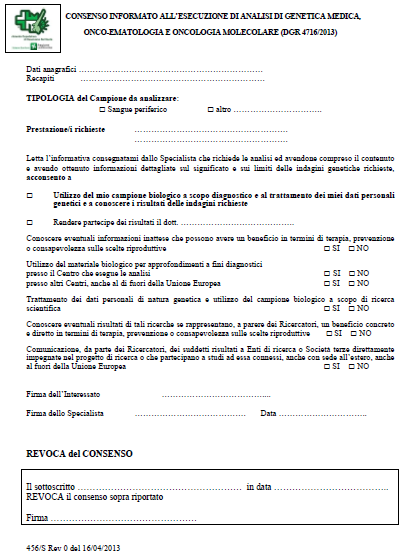 CONSENSO INFORMATO ALL'ESECUZIONE DI ANALISI DI GENETICA MEDICA,
ONCO-EMATOLOGIA E ONCOLOGIA MOLECOLARE (DGR 4716/2013)
Dati anagrafici ……………………………………………………
Recapiti ……………………………………………………
TIPOLOGIA del Campione da analizzare:
□ Sangue periferico □ altro …………………………
Prestazione/i richieste ……………………………………………
……………………………………………
Letta l'informativa consegnatami dallo Specialista che richiede le analisi ed avendone compreso il contenuto
e avendo ottenuto informazioni dettagliate sul significato e sui limiti delle indagini genetiche richieste,
acconsento a
□ Utilizzo del mio campione biologico a scopo diagnostico e al trattamento dei miei dati personali
genetici e a conoscere i risultati delle indagini richieste
□ Rendere partecipe dei risultati il dott. …………………………………
Conoscere eventuali informazioni inattese che possono avere un beneficio in termini di terapia, prevenzione
o consapevolezza sulle scelte riproduttive □ SI □ NO
Utilizzo del materiale biologico per approfondimenti a fini diagnostici
presso il Centro che esegue le analisi □ SI □ NO
presso altri Centri, anche al di fuori della Unione Europea □ SI □ NO
Trattamento dei dati personali di natura genetica e utilizzo del campione biologico a scopo di ricerca
scientifica □ SI □ NO
Conoscere eventuali risultati di tali ricerche se rappresentano, a parere dei Ricercatori, un beneficio concreto
e diretto in termini di terapia, prevenzione o consapevolezza sulle scelte riproduttive □ SI □ NO
Comunicazione, da parte dei Ricercatori, dei suddetti risultati a Enti di ricerca o Società terze direttamente
impegnate nel progetto di ricerca o che partecipano a studi ad essa connessi, anche con sede all'estero, anche
al fuori della Unione Europea □ SI □ NO
Firma dell'Interessato ……………………………………...
Firma dello Specialista ……………………………… Data ………………………..
REVOCA del CONSENSO
Il sottoscritto ……………………………………………… in data ………………………………..
REVOCA il consenso sopra riportato
Firma …………………………………………
456/S Rev 0 del 16/04/2013